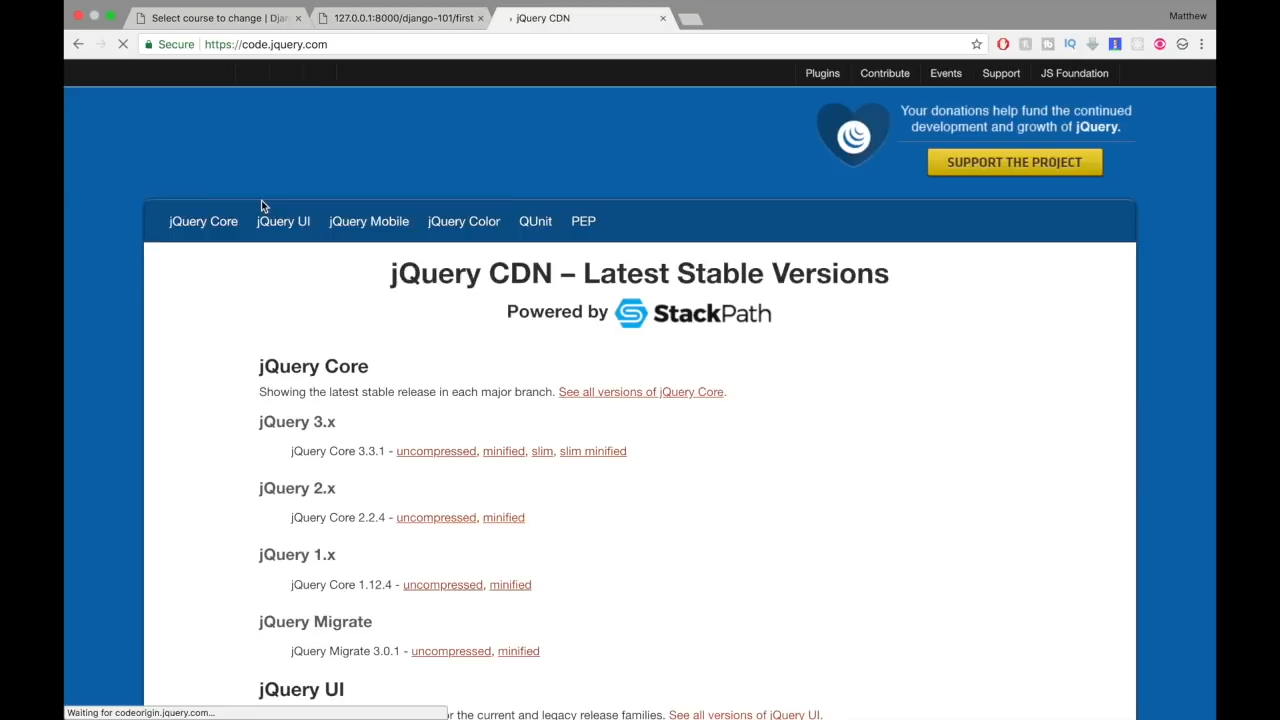 Select course to change | Djan
127.0.0.1:8000/django-101/first
jQuery CDN
Matthew
Secure
https://code.jquery.com
IQ
Plugins
Contribute
Events
Support
JS Foundation
Your donations help fund the continued
development and growth of jQuery.
SUPPORT THE PROJECT
jQuery Core
jQuery UI
jQuery Mobile
jQuery Color
QUnit
PEP
jQuery CDN – Latest Stable Versions
Powered by StackPath
jQuery Core
Showing the latest stable release in each major branch. See all versions of jQuery Core.
jQuery 3.x
jQuery Core 3.3.1 - uncompressed, minified, slim, slim minified
jQuery 2.x
jQuery Core 2.2.4 - uncompressed, minified
jQuery 1.x
jQuery Core 1.12.4 - uncompressed, minified
jQuery Migrate
jQuery Migrate 3.0.1 - uncompressed, minified
jQuery UI
or the current and legacy release families. See all versions of jQuery UI.
Waiting for codeorigin.jquery.com...